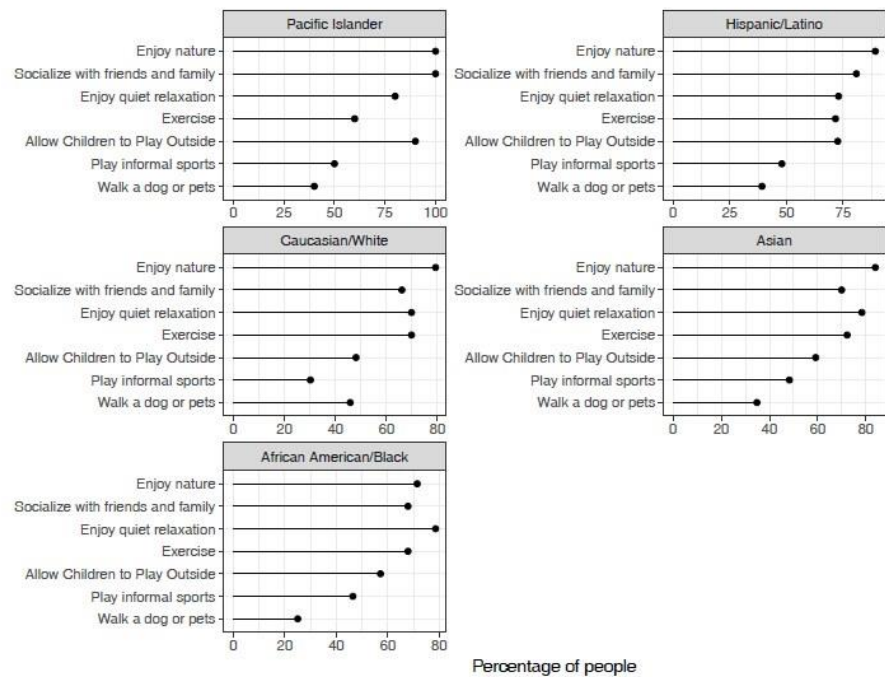 Pacific Islander
Enjoy nature
Socialize with friends and family
Enjoy quiet relaxation
Exercise
Allow Children to Play Outside
Play informal sports
Walk a dog or pets
0 25 50 75 100
Hispanic/Latino
Enjoy nature
Socialize with friends and family
Enjoy quiet relaxation
Exercise
Allow Children to Play Outside
Play informal sports
Walk a dog or pets
0 25 50 75
Caucasian/White
Enjoy nature
Socialize with friends and family
Enjoy quiet relaxation
Exercise
Allow Children to Play Outside
Play informal sports
Walk a dog or pets
0 20 40 60 80
Asian
Enjoy nature
Socialize with friends and family
Enjoy quiet relaxation
Exercise
Allow Children to Play Outside
Play informal sports
Walk a dog or pets
0 20 40 60 80
African American/Black
Enjoy nature
Socialize with friends and family
Enjoy quiet relaxation
Exercise
Allow Children to Play Outside
Play informal sports
Walk a dog or pets
0 20 40 60 80
Percentage of people